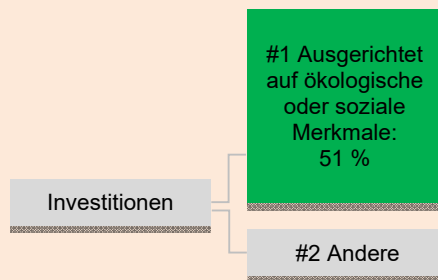 #1 Ausgerichtet
auf ökologische
oder soziale
Merkmale:
51 %
Investitionen
#2 Andere